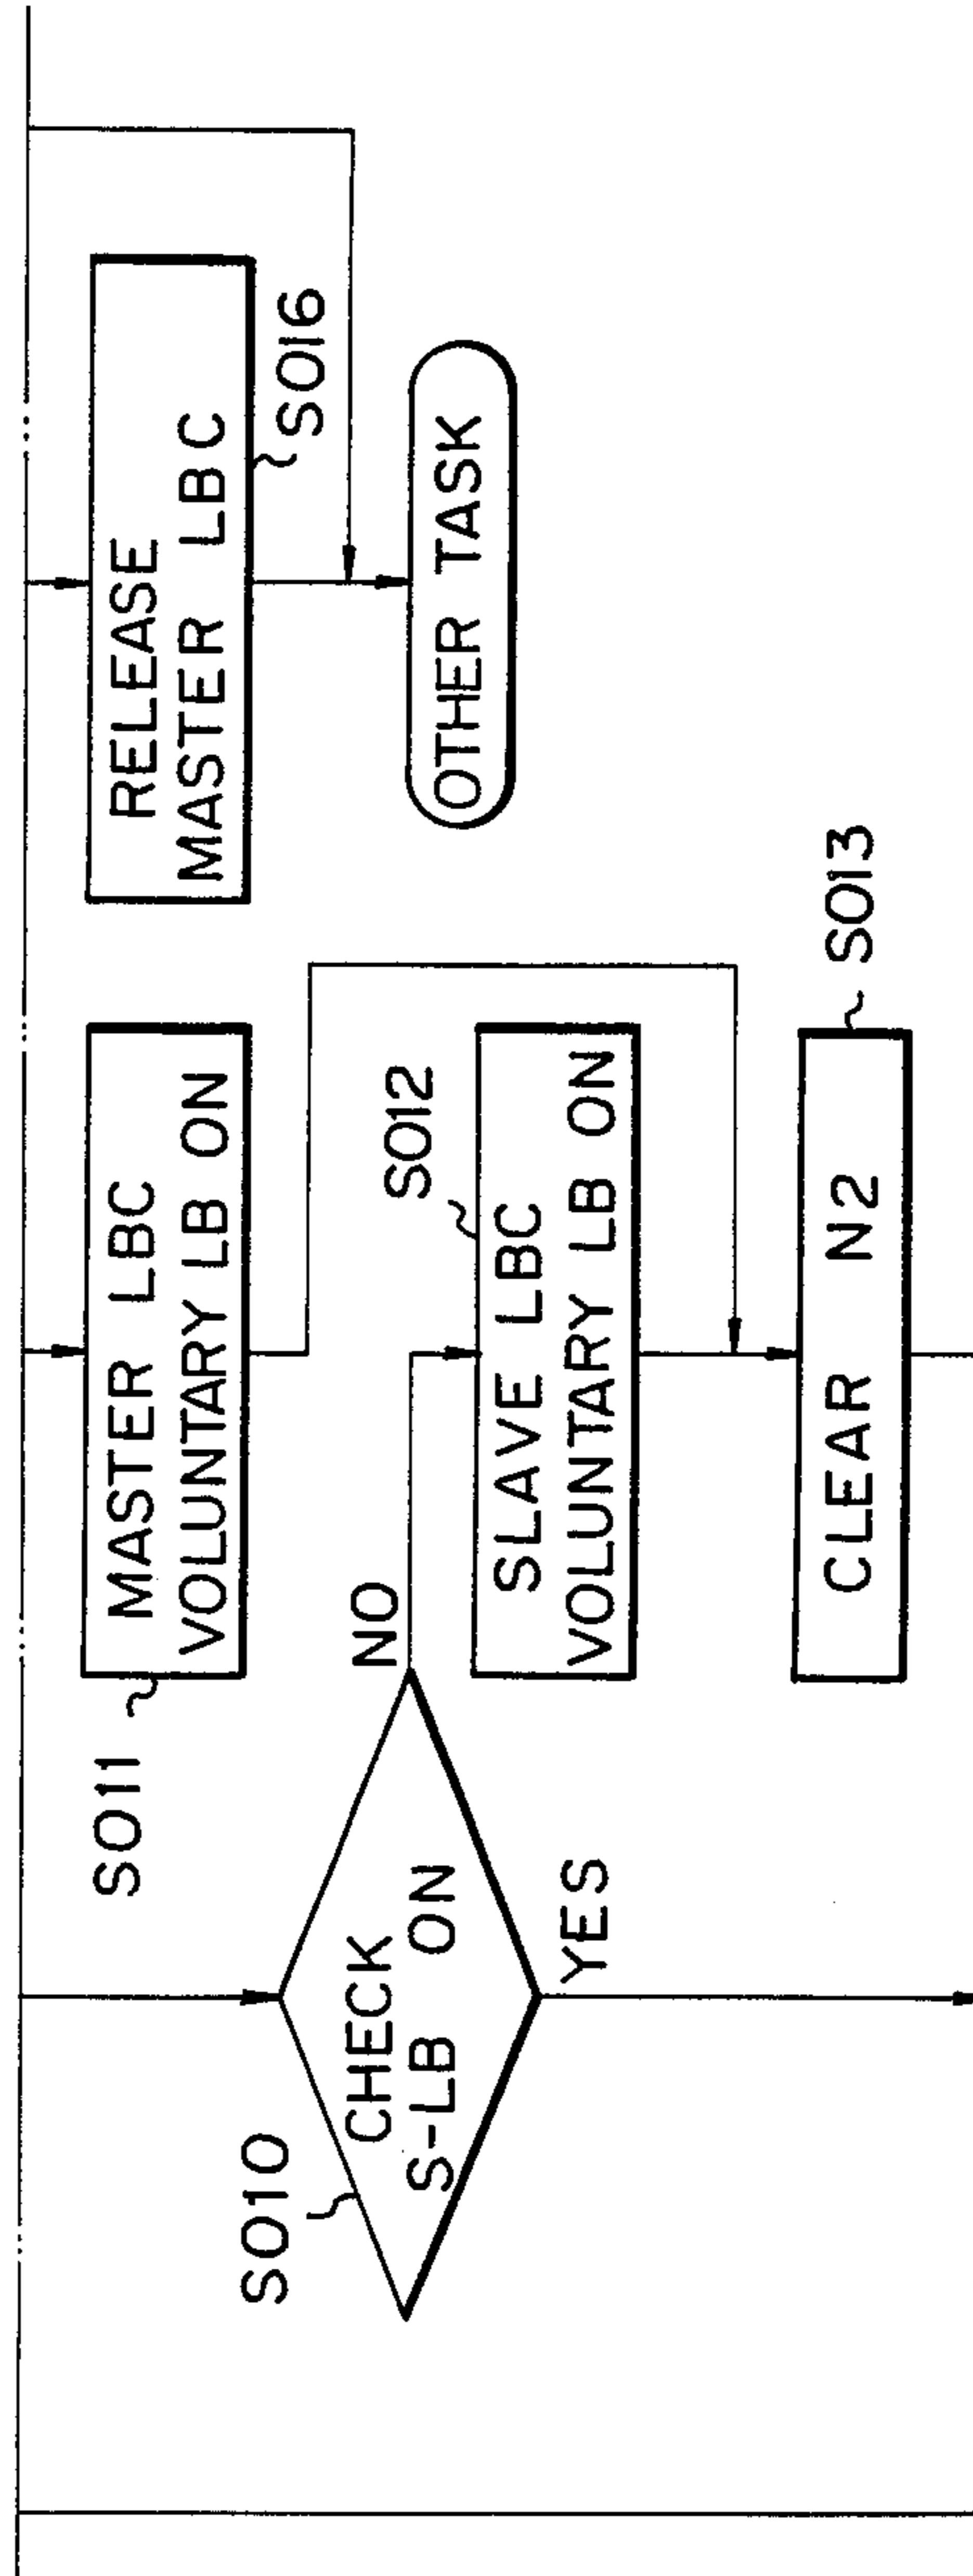 S010
CHECK
S-LB ON
YES
NO
S011
MASTER LBC
VOLUNTARY LB ON
S012
SLAVE LBC
VOLUNTARY LB ON
CLEAR N2
S013
RELEASE
MASTER LBC
S016
OTHER TASK